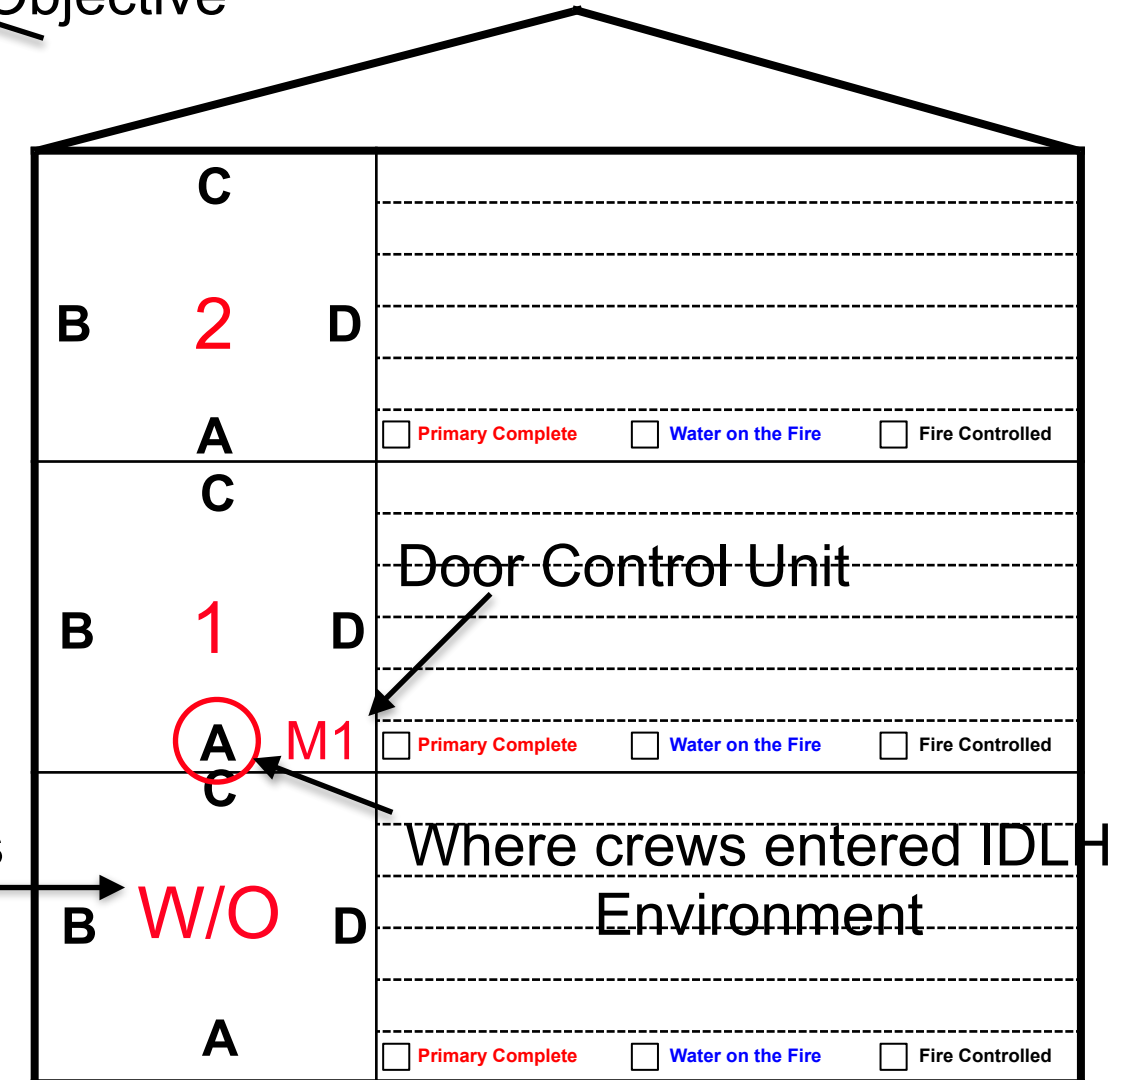 Objective
C
B 2 D
A
Primary Complete Water on the Fire Fire Controlled
C
Door Control Unit
B 1 D
A M1
Primary Complete Water on the Fire Fire Controlled
C
Where crews entered IDLH
Environment
s
B W/O D
A
Primary Complete Water on the Fire Fire Controlled